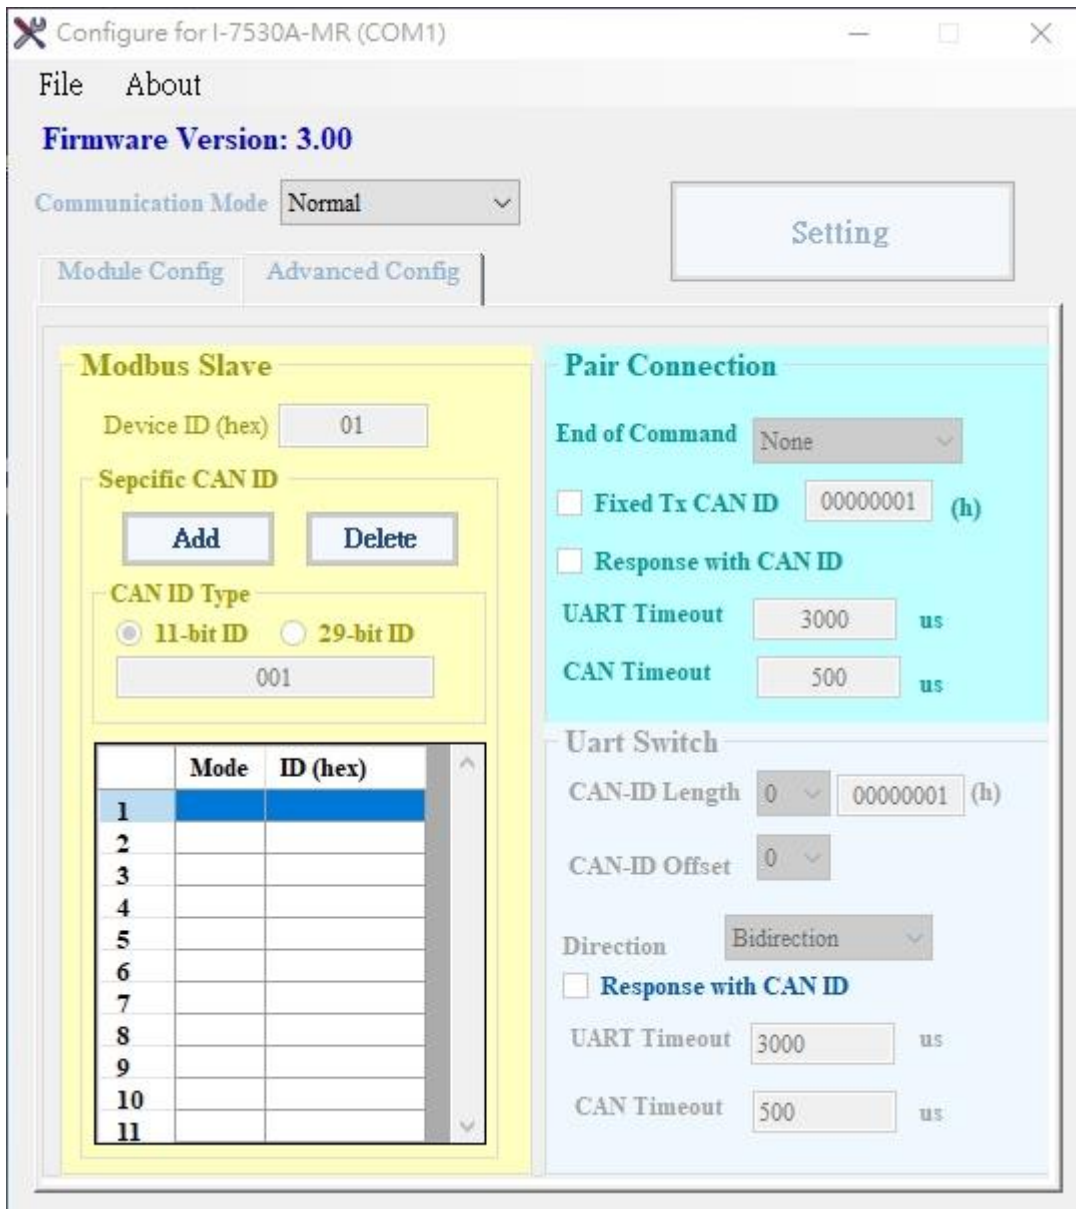 Configure for I-7530A-MR (COM1)
File About
Firmware Version: 3.00
Communication Mode Normal
Setting
Module Config Advanced Config
Modbus Slave
Device ID (hex) 01
Sepcific CAN ID
Add Delete
CAN ID Type
11-bit ID 29-bit ID
001
Mode ID (hex)
1
2
3
4
5
6
7
8
9
10
11
Pair Connection
End of Command None
Fixed Tx CAN ID 00000001 (h)
Response with CAN ID
UART Timeout 3000 us
CAN Timeout 500 us
Uart Switch
CAN-ID Length 0 00000001 (h)
CAN-ID Offset 0
Direction Bidirection
Response with CAN ID
UART Timeout 3000 us
CAN Timeout 500 us